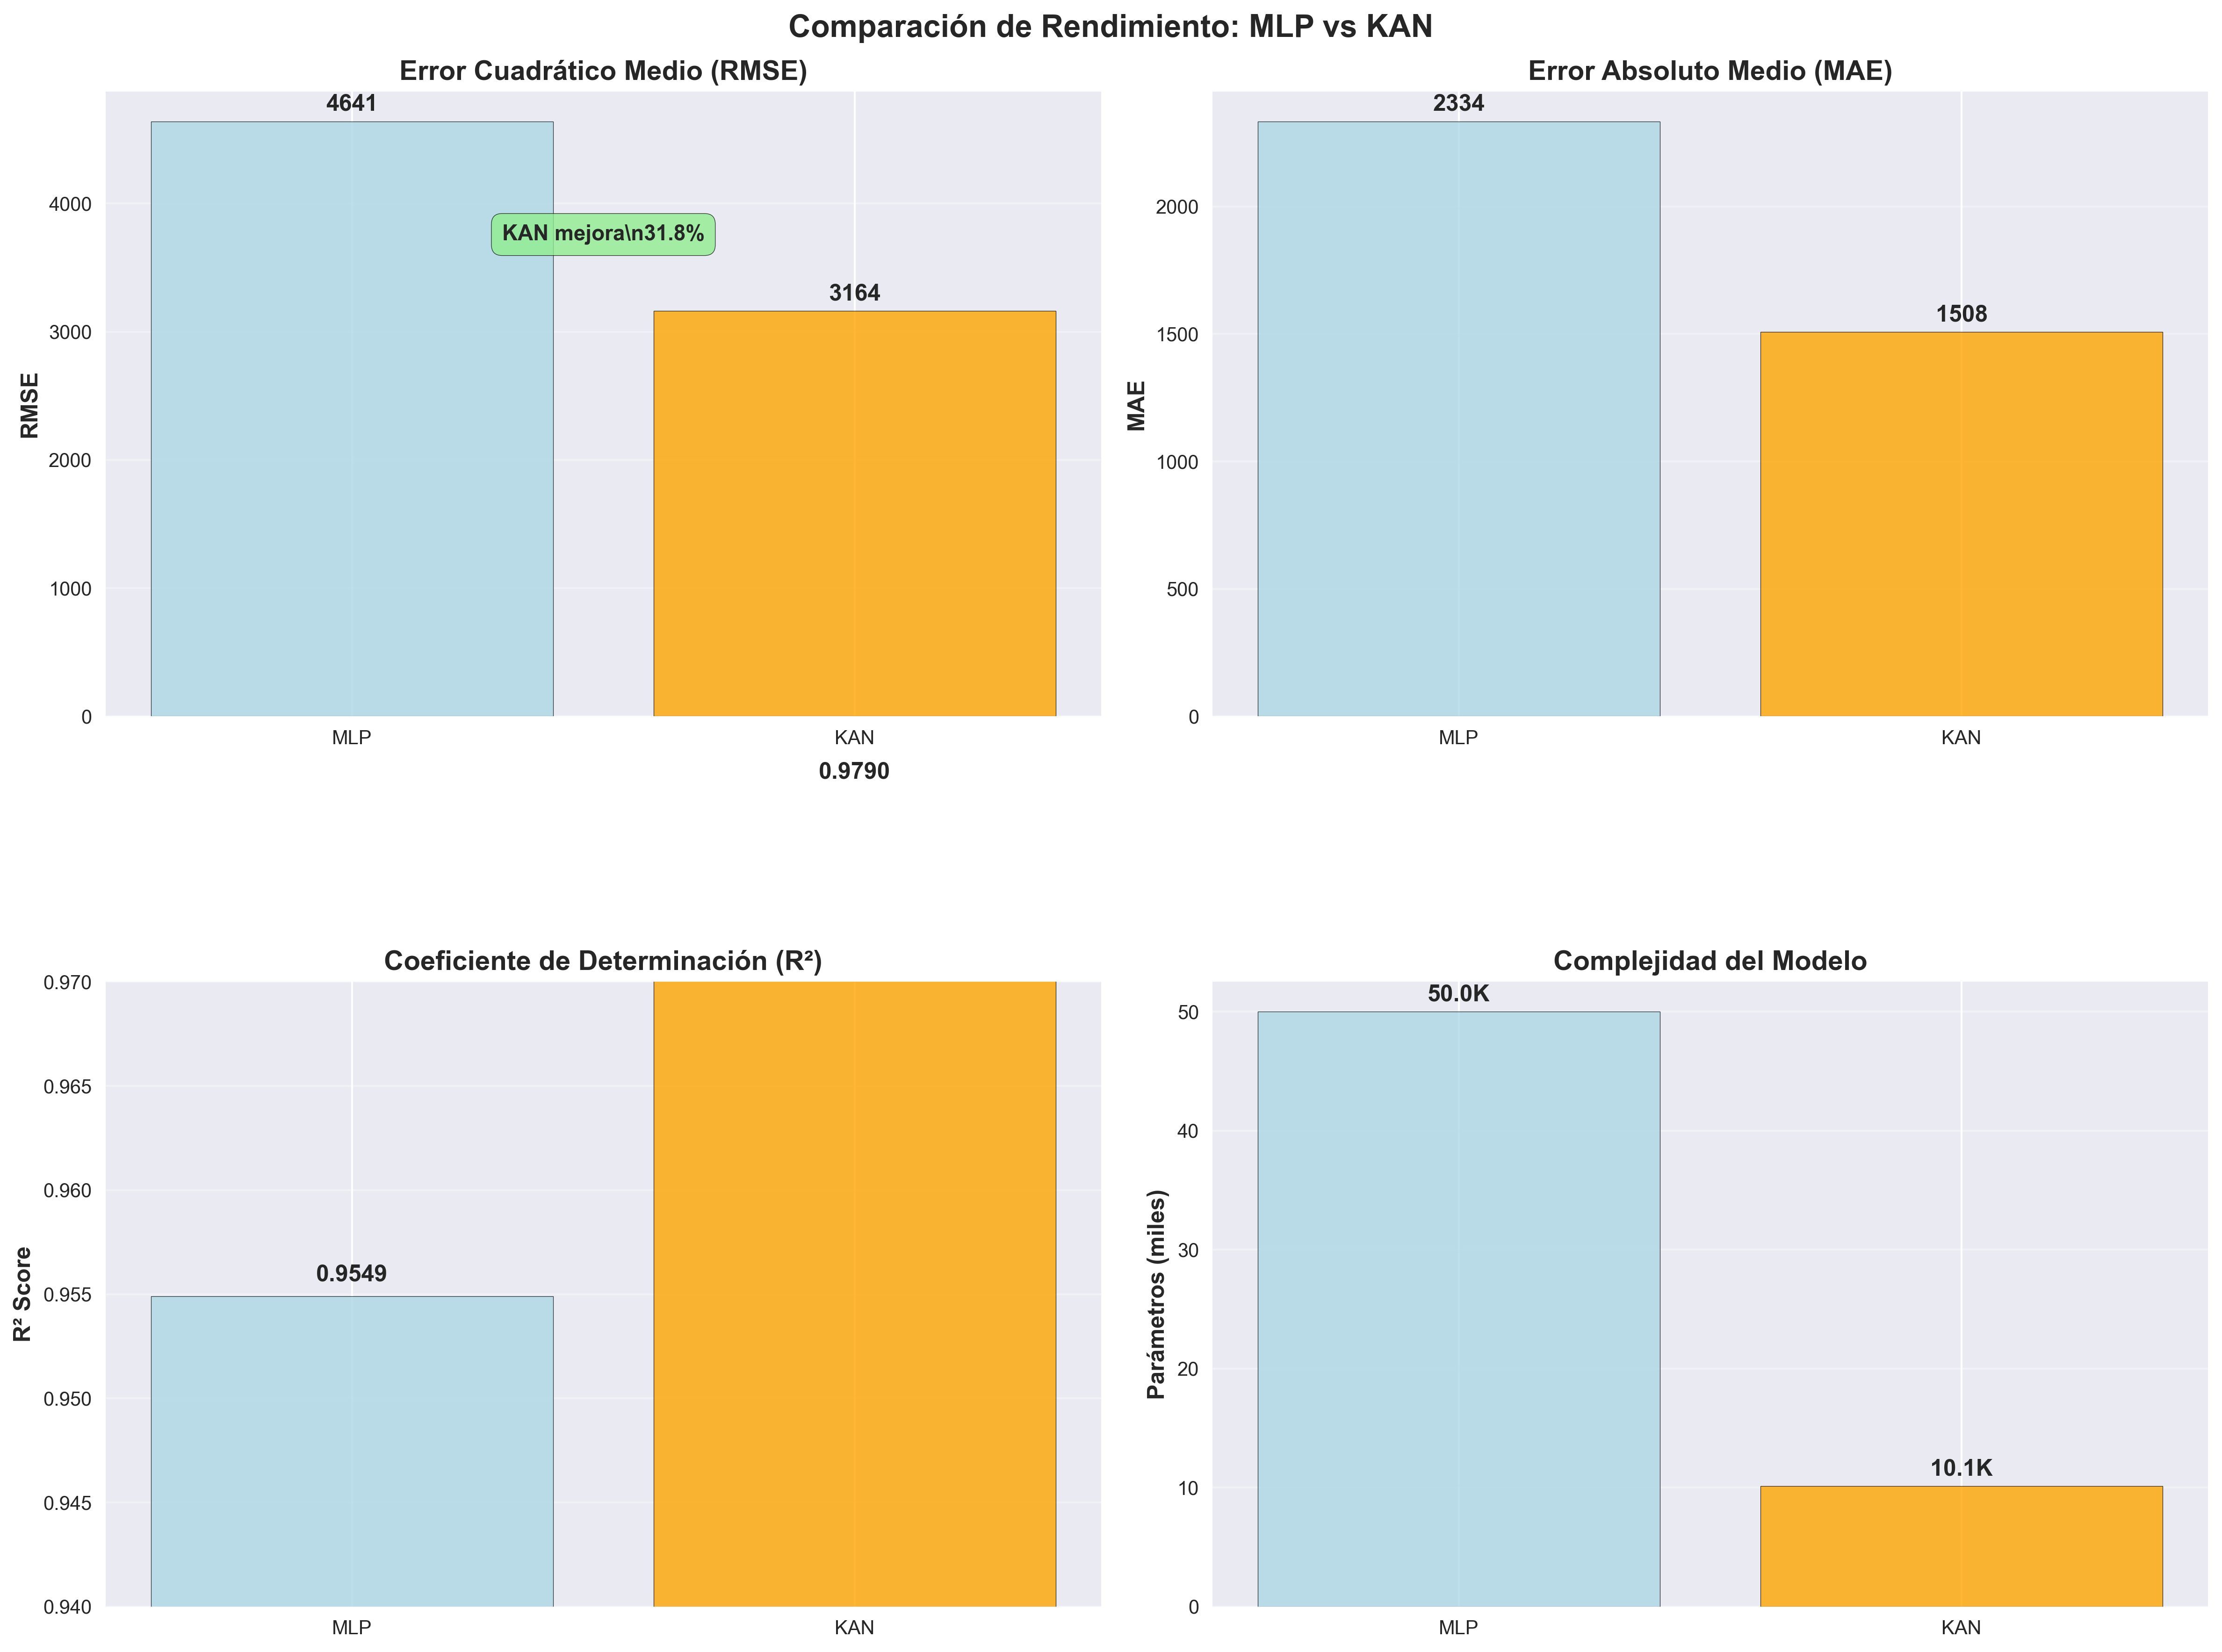 Comparación de Rendimiento: MLP vs KAN
Error Cuadrático Medio (RMSE)
4641
KAN mejora\n31.8%
3164
4000
3000
2000
1000
0
RMSE
MLP
KAN
Error Absoluto Medio (MAE)
2334
1508
2000
1500
1000
500
0
MAE
MLP
KAN
0.9790
Coeficiente de Determinación (R²)
0.9549
0.970
0.965
0.960
0.955
0.950
0.945
0.940
R² Score
MLP
KAN
Complejidad del Modelo
50.0K
10.1K
50
40
30
20
10
0
Parámetros (miles)
MLP
KAN